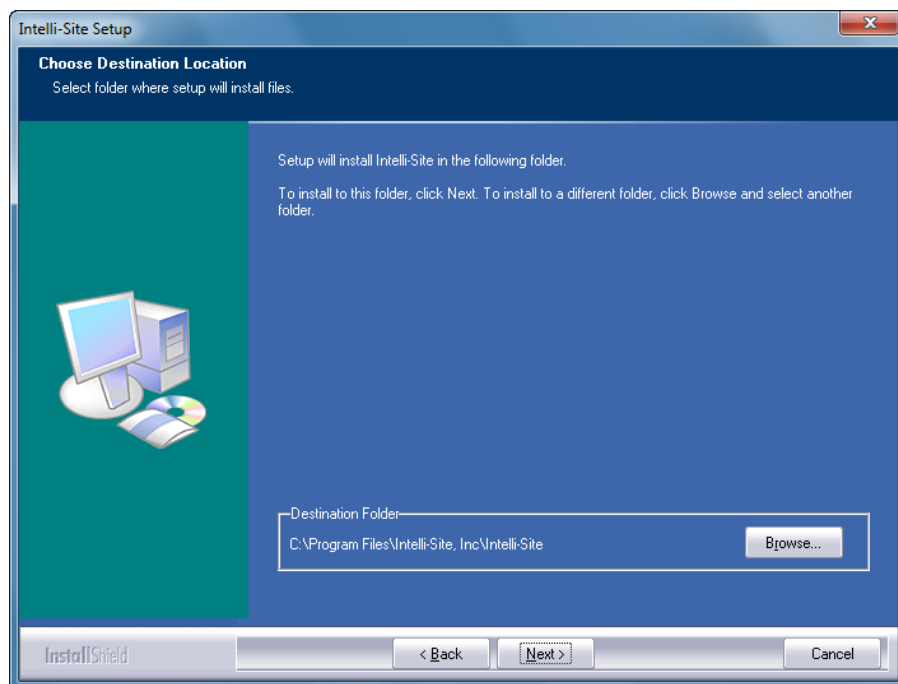 Intelli-Site Setup
Choose Destination Location
Select folder where setup will install files.
Setup will install Intelli-Site in the following folder.
To install to this folder, click Next. To install to a different folder, click Browse and select another
folder.
Destination Folder
C:\Program Files\Intelli-Site, Inc\Intelli-Site
Browse...
InstallShield
< Back
Next >
Cancel